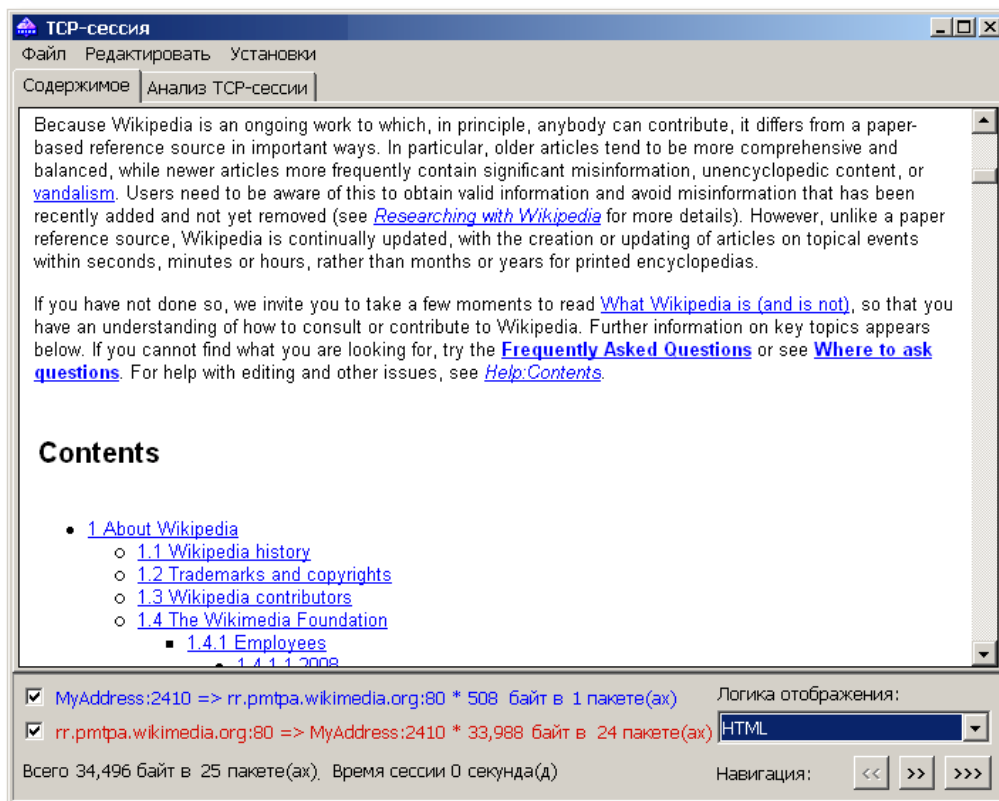 TCP-сессия
Файл Редактировать Установки
Содержимое Анализ TCP-сессии
Because Wikipedia is an ongoing work to which, in principle, anybody can contribute, it differs from a paper-
based reference source in important ways. In particular, older articles tend to be more comprehensive and
balanced, while newer articles more frequently contain significant misinformation, unencyclopedic content, or
vandalism. Users need to be aware of this to obtain valid information and avoid misinformation that has been
recently added and not yet removed (see Researching with Wikipedia for more details). However, unlike a paper
reference source, Wikipedia is continually updated, with the creation or updating of articles on topical events
within seconds, minutes or hours, rather than months or years for printed encyclopedias.
If you have not done so, we invite you to take a few moments to read What Wikipedia is (and is not), so that you
have an understanding of how to consult or contribute to Wikipedia. Further information on key topics appears
below. If you cannot find what you are looking for, try the Frequently Asked Questions or see Where to ask
questions. For help with editing and other issues, see Help:Contents.
Contents
1 About Wikipedia
1.1 Wikipedia history
1.2 Trademarks and copyrights
1.3 Wikipedia contributors
1.4 The Wikimedia Foundation
1.4.1 Employees
1.4.1.1 2008
MyAddress:2410 => rr.pmtpa.wikimedia.org:80 * 508 байт в 1 пакете(ах)
rr.pmtpa.wikimedia.org:80 => MyAddress:2410 * 33,988 байт в 24 пакете(ах)
Всего 34,496 байт в 25 пакете(ах). Время сессии 0 секунда(д)
Логика отображения:
HTML
Навигация: << >> >>>